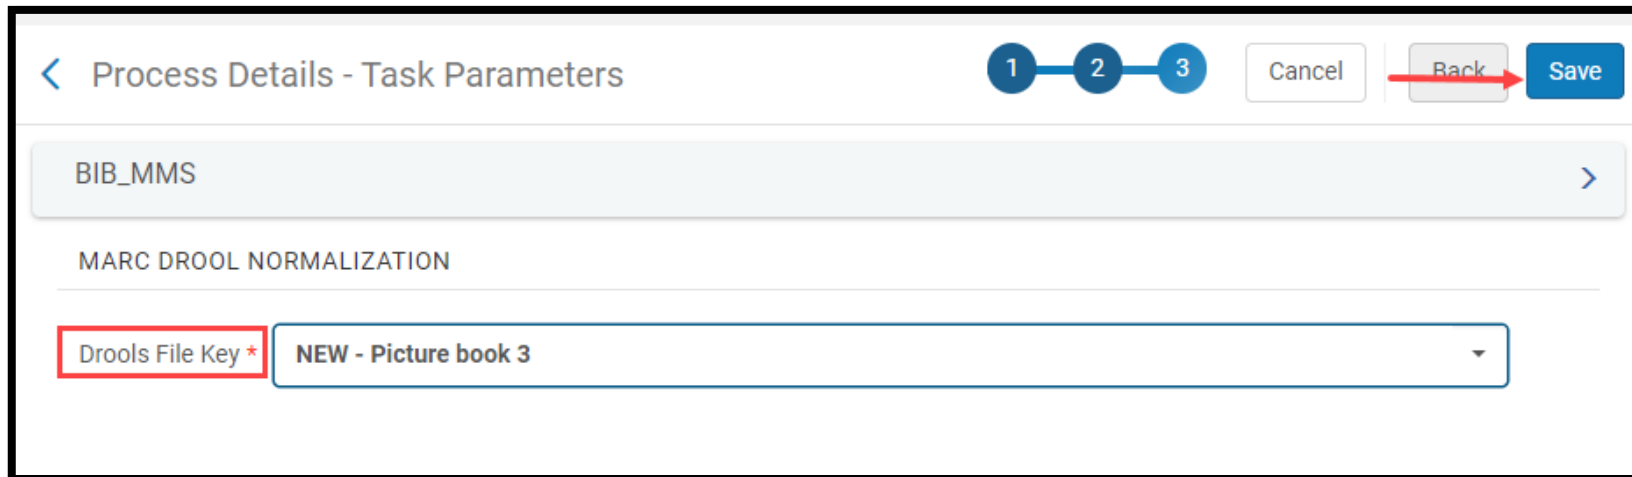 Process Details - Task Parameters
1 2 3
Cancel
Back
Save
BIB_MMS
MARC DROOL NORMALIZATION
Drools File Key *
NEW - Picture book 3